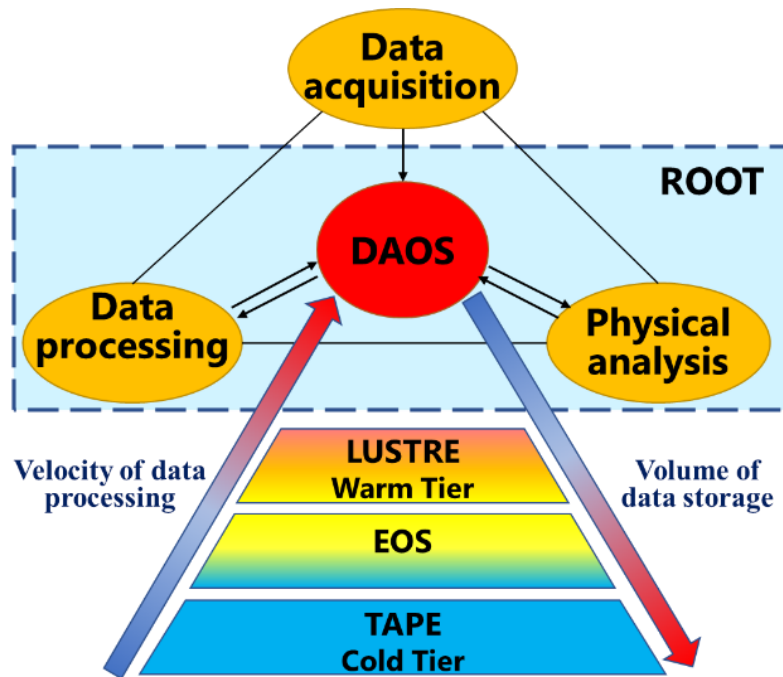 Data
acquisition
ROOT
DAOS
Data
processing
Physical
analysis
Velocity of data
processing
LUSTRE
Warm Tier
Volume of
data storage
EOS
TAPE
Cold Tier